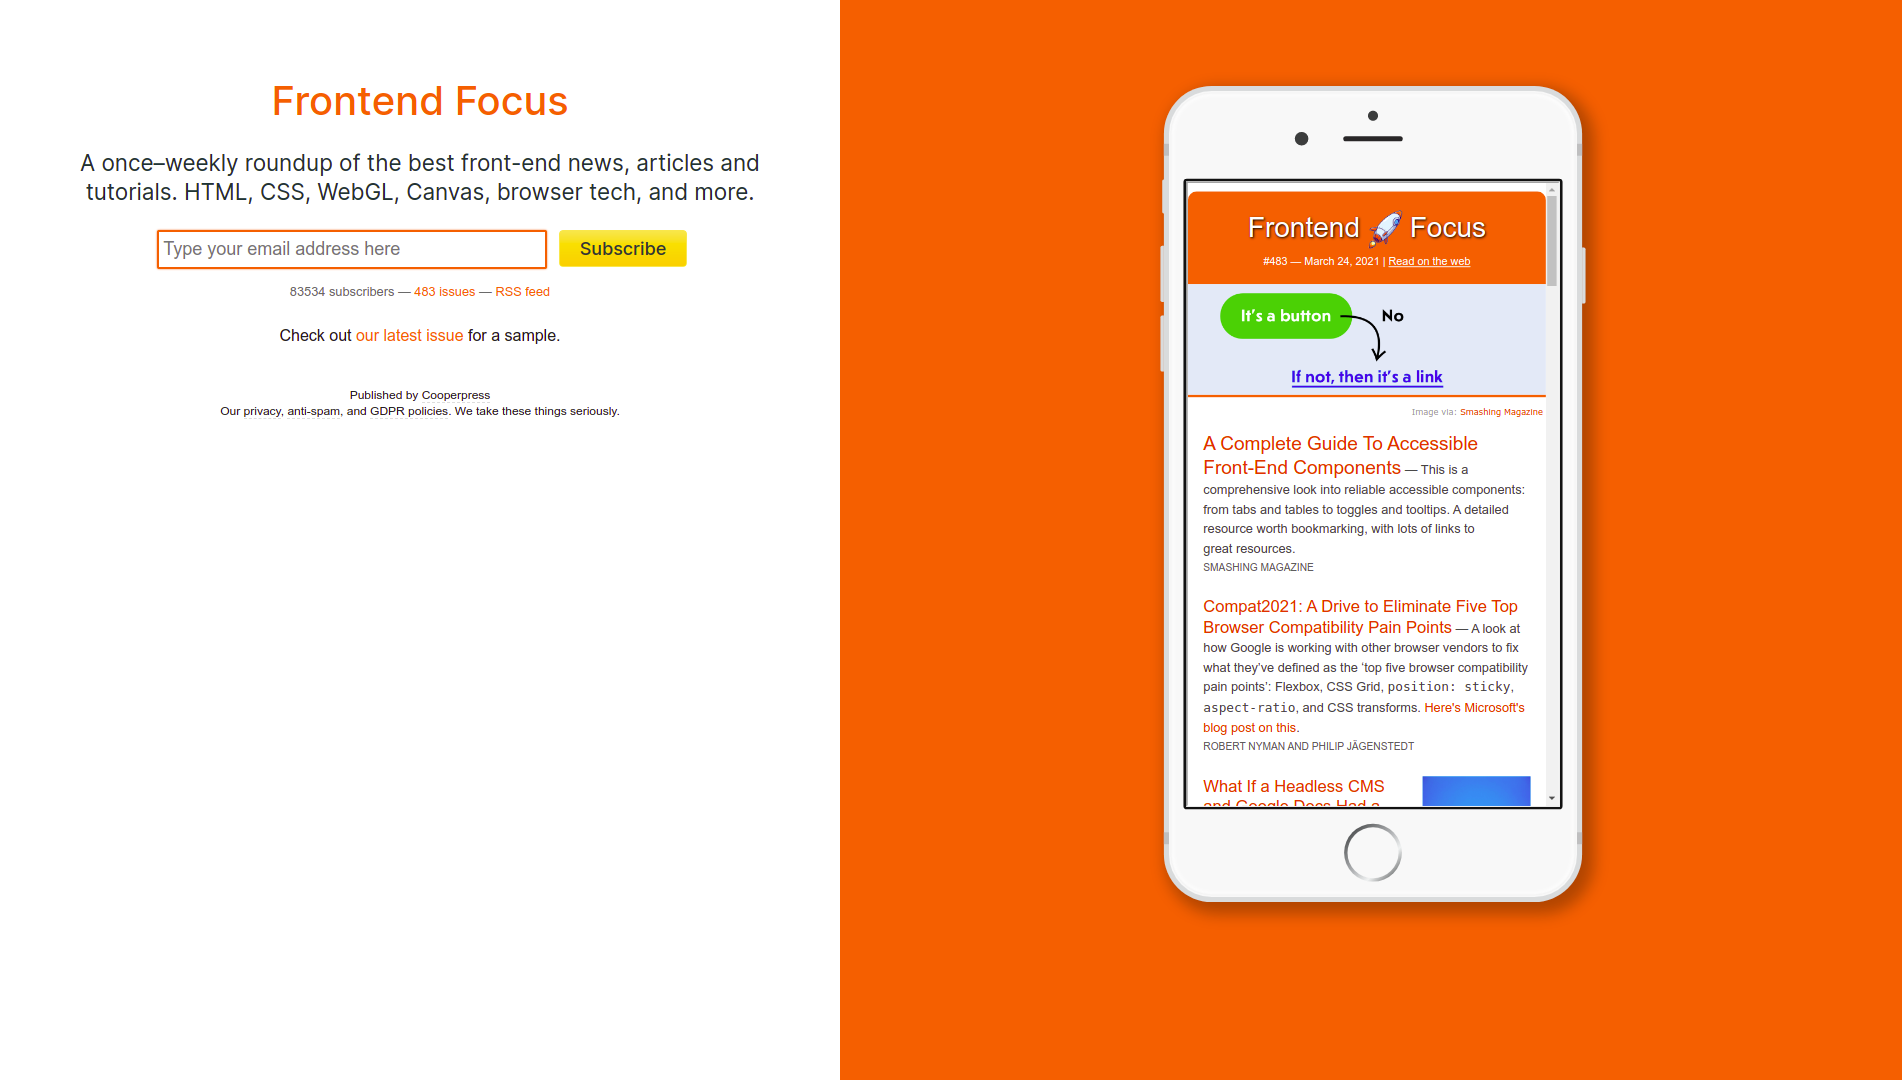 Frontend Focus
A once–weekly roundup of the best front-end news, articles and
tutorials. HTML, CSS, WebGL, Canvas, browser tech, and more.
Type your email address here
Subscribe
83534 subscribers — 483 issues — RSS feed
Check out our latest issue for a sample.
Published by Cooperpress
Our privacy, anti-spam, and GDPR policies. We take these things seriously.
Frontend Focus
#483 — March 24, 2021 | Read on the web
It's a button
No
If not, then it's a link
Image via: Smashing Magazine
A Complete Guide To Accessible
Front-End Components — This is a
comprehensive look into reliable accessible components:
from tabs and tables to toggles and tooltips. A detailed
resource worth bookmarking, with lots of links to
great resources.
SMASHING MAGAZINE
Compat2021: A Drive to Eliminate Five Top
Browser Compatibility Pain Points — A look at
how Google is working with other browser vendors to fix
what they've defined as the ‘top five browser compatibility
pain points’: Flexbox, CSS Grid, position: sticky,
aspect-ratio, and CSS transforms. Here's Microsoft's
blog post on this.
ROBERT NYMAN AND PHILIP JÄGENSTEDT
What If a Headless CMS
and Google Docs Had a